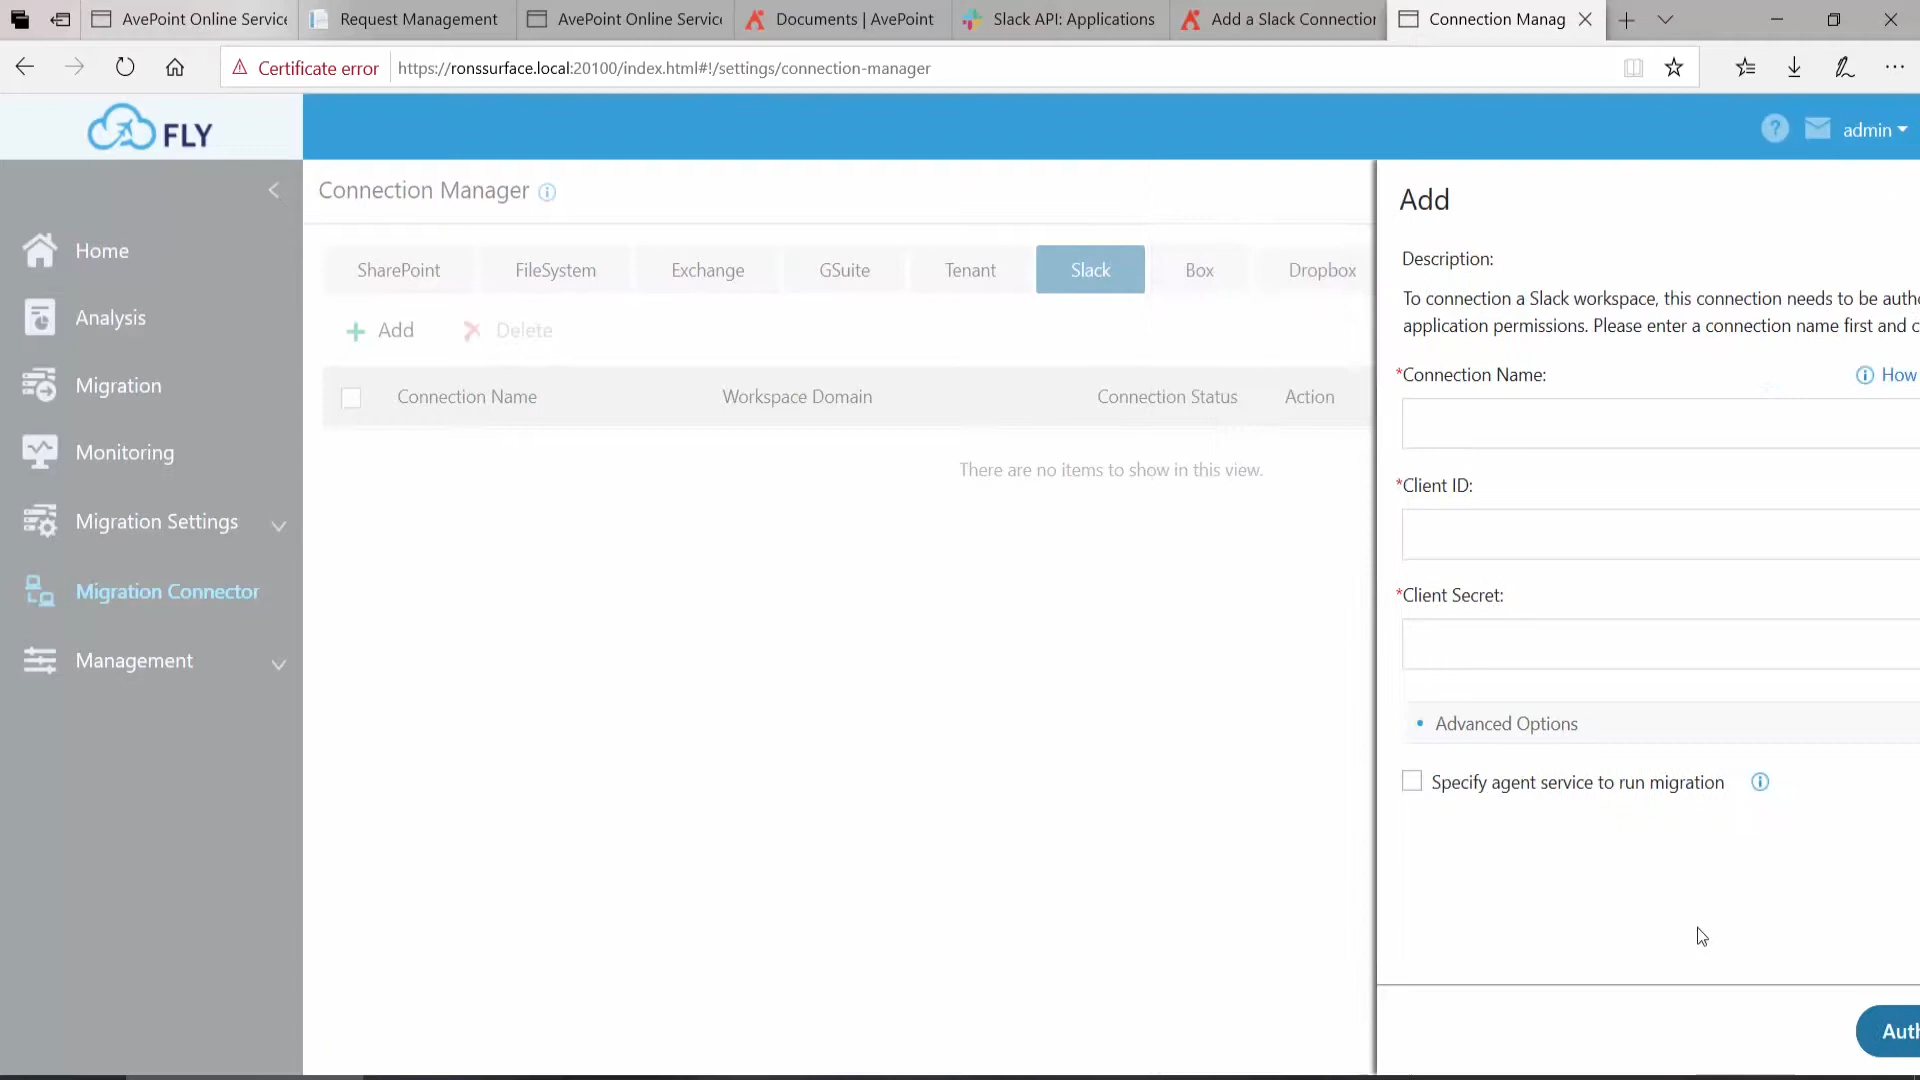 AvePoint Online Service
Request Management
AvePoint Online Servic
Documents | AvePoint
Slack API: Applications
Add a Slack Connection
Connection Manag
Certificate error
https://ronssurface.local:20100/index.html#!/settings/connection-manager
FLY
admin
Connection Manager
Add
Home
Analysis
Migration
Monitoring
Migration Settings
Migration Connector
Management
SharePoint
FileSystem
Exchange
GSuite
Tenant
Slack
Box
Dropbox
Add
Delete
Connection Name
Workspace Domain
Connection Status
Action
There are no items to show in this view.
Description:
To connection a Slack workspace, this connection needs to be autho
application permissions. Please enter a connection name first and c
*Connection Name:
How
*Client ID:
*Client Secret:
Advanced Options
Specify agent service to run migration
Auth